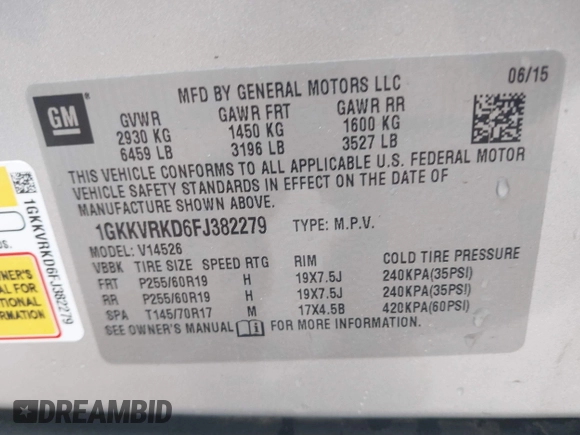 GM ®
MFD BY GENERAL MOTORS LLC 06/15
GVWR GAWR FRT GAWR RR
2930 KG 1450 KG 1600 KG
6459 LB 3196 LB 3527 LB
THIS VEHICLE CONFORMS TO ALL APPLICABLE U.S. FEDERAL MOTOR
VEHICLE SAFETY STANDARDS IN EFFECT ON THE DATE OF
MANUFACTURE SHOWN ABOVE.
1GKKVRKD6FJ382279 TYPE: M.P.V.
MODEL: V14526
VBBK TIRE SIZE SPEED RTG RIM COLD TIRE PRESSURE
FRT P255/60R19 H 19X7.5J 240KPA(35PSI)
RR P255/60R19 H 19X7.5J 240KPA(35PSI)
SPA T145/70R17 M 17X4.5B 420KPA(60PSI)
SEE OWNER'S MANUAL FOR MORE INFORMATION.
1GKKVRKD6FJ382279
NER'S
FOR
TIONAL
MATION.
DREAMBID